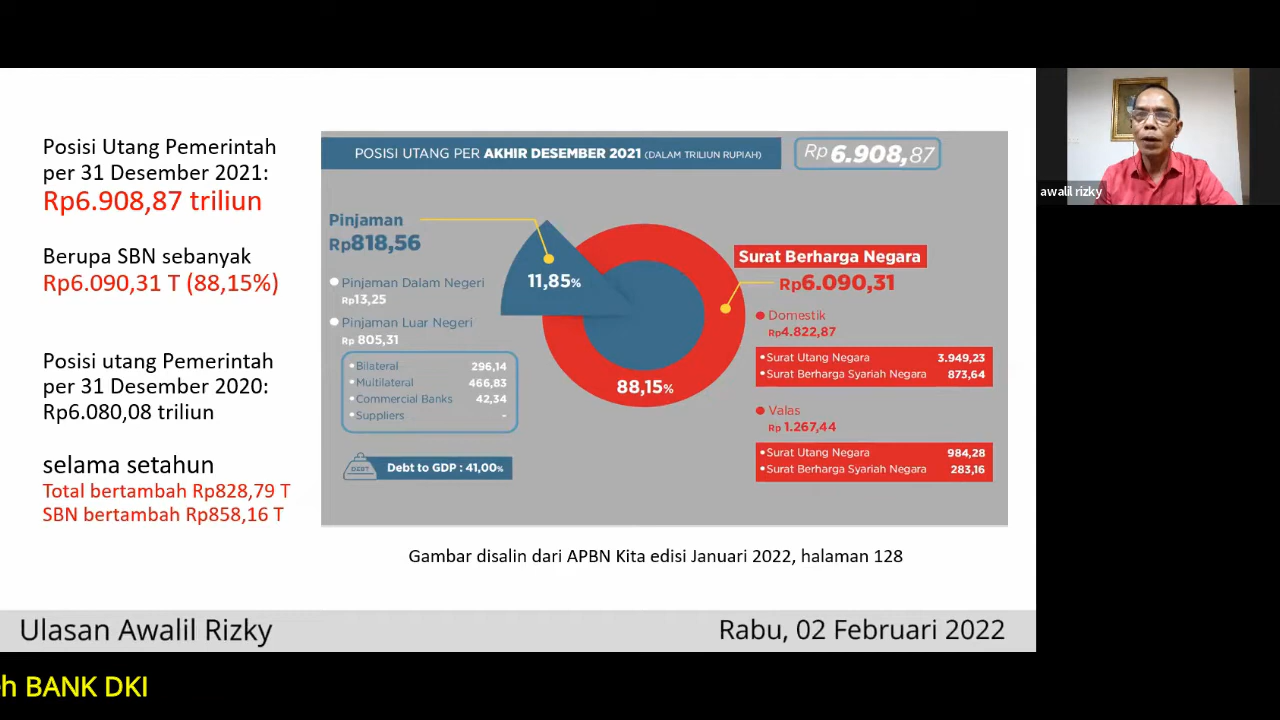 Posisi Utang Pemerintah
per 31 Desember 2021:
Rp6.908,87 triliun
Berupa SBN sebanyak
Rp6.090,31 T (88,15%)
Posisi utang Pemerintah
per 31 Desember 2020:
Rp6.080,08 triliun
selama setahun
Total bertambah Rp828,79 T
SBN bertambah Rp858,16 T
POSISI UTANG PER AKHIR DESEMBER 2021 (DALAM TRILIUN RUPIAH)
Rp 6.908,87
Pinjaman
Rp818,56
Pinjaman Dalam Negeri
Rp13,25
Pinjaman Luar Negeri
Rp 805,31
• Bilateral 296,14
• Multilateral 466,83
• Commercial Banks 42,34
• Suppliers -
DEBT
Debt to GDP : 41,00%
11,85%
88,15%
Surat Berharga Negara
Rp6.090,31
Domestik
Rp4.822,87
• Surat Utang Negara 3.949,23
• Surat Berharga Syariah Negara 873,64
Valas
Rp 1.267,44
• Surat Utang Negara 984,28
• Surat Berharga Syariah Negara 283,16
Gambar disalin dari APBN Kita edisi Januari 2022, halaman 128
awalil rizky
Ulasan Awalil Rizky
Rabu, 02 Februari 2022
eh BANK DKI